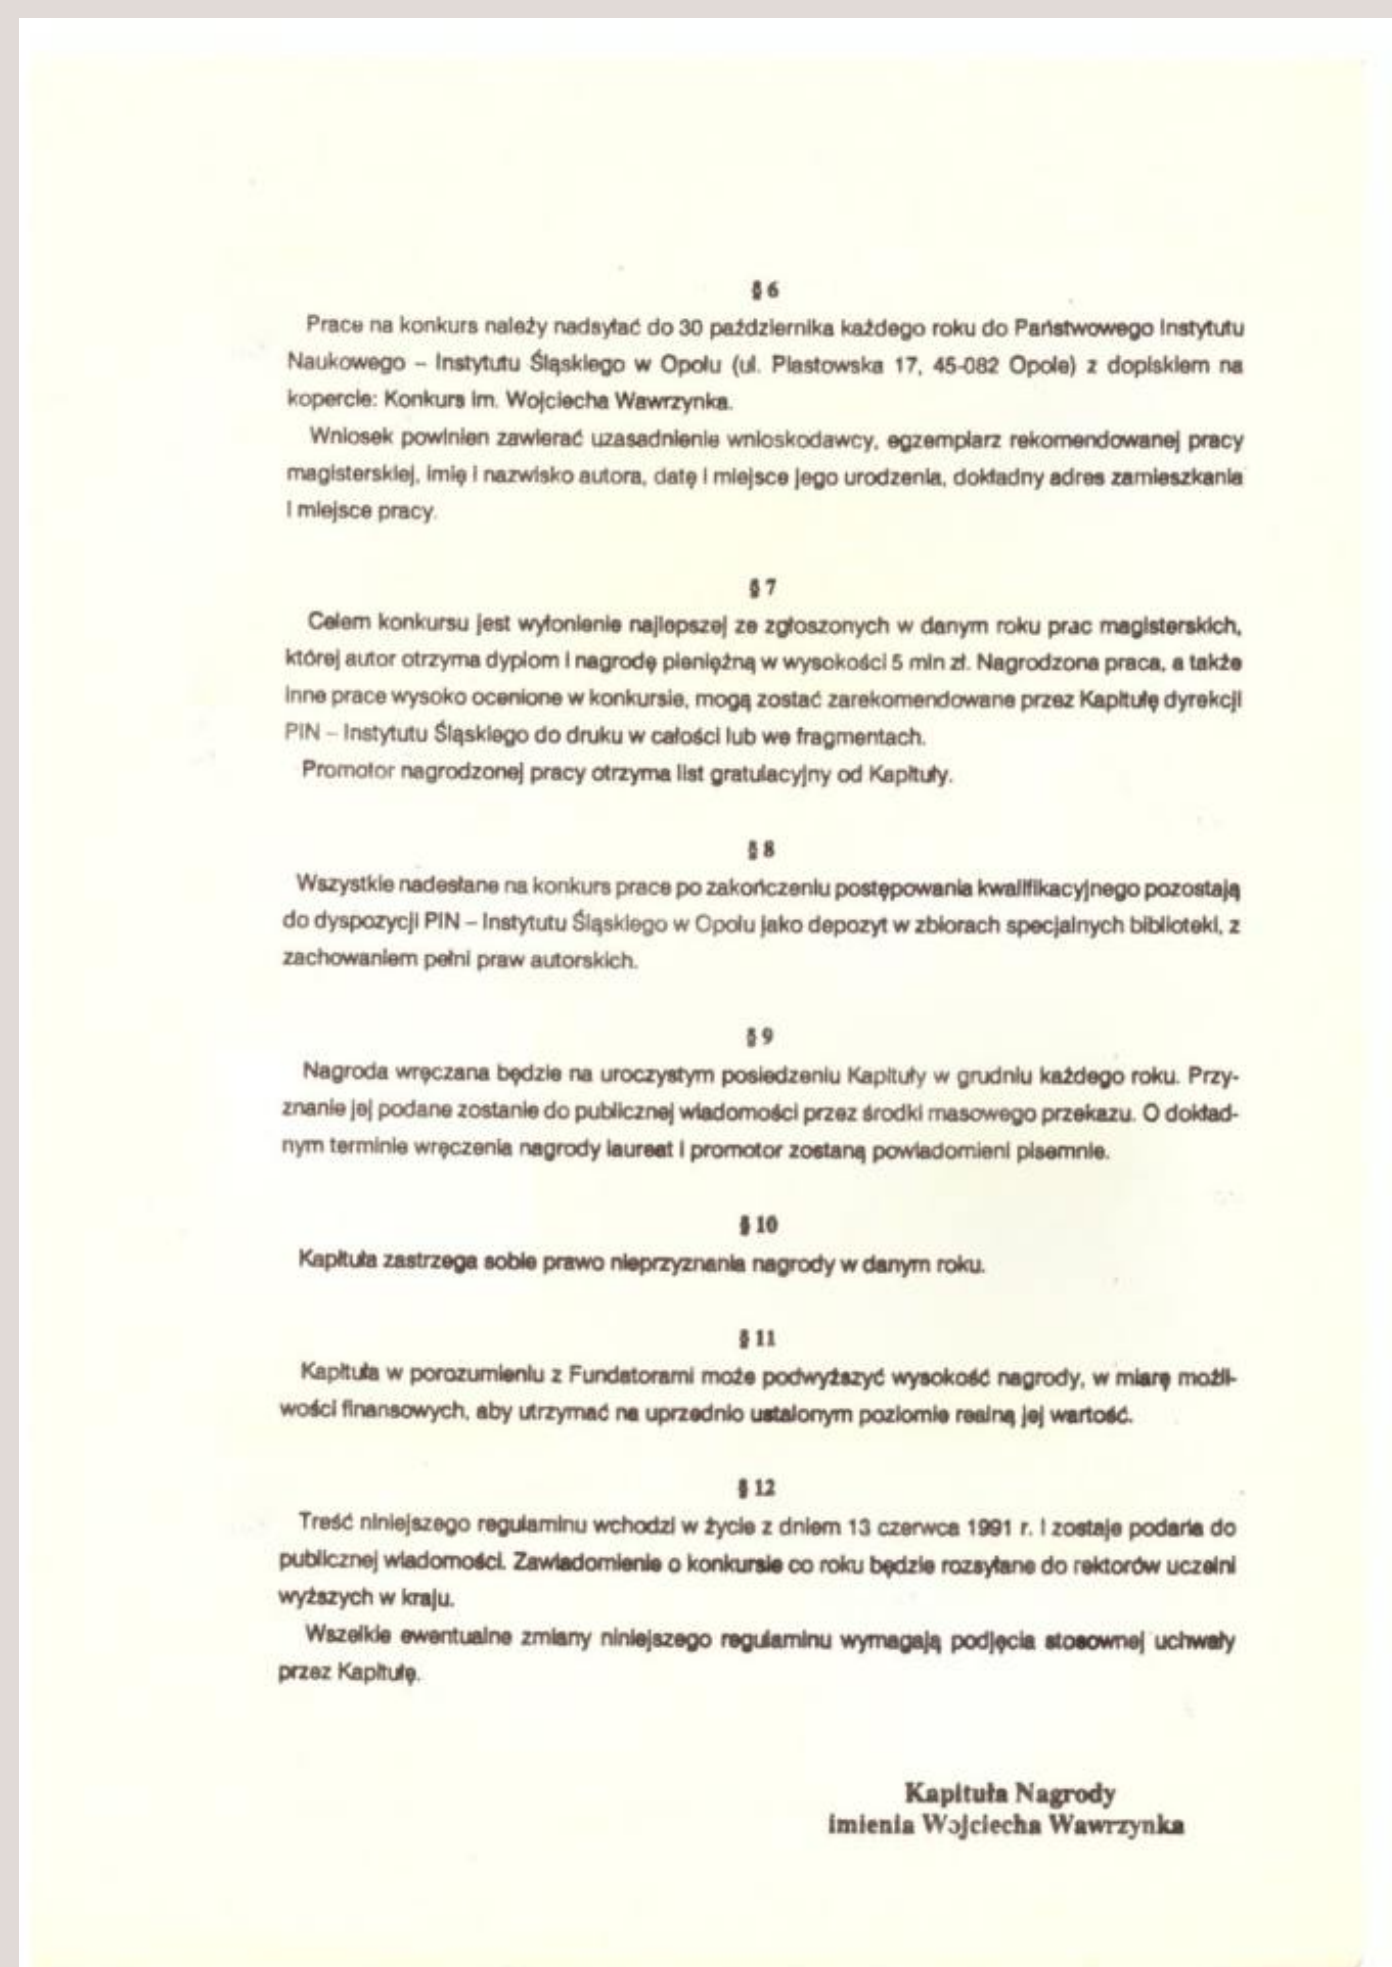 § 6
Prace na konkurs należy nadsyłać do 30 października każdego roku do Państwowego Instytutu
Naukowego – Instytutu Śląskiego w Opolu (ul. Piastowska 17, 45-082 Opole) z dopiskiem na
kopercie: Konkurs im. Wojciecha Wawrzynka.
Wniosek powinien zawierać uzasadnienie wnioskodawcy, egzemplarz rekomendowanej pracy
magisterskiej, imię i nazwisko autora, datę i miejsce jego urodzenia, dokładny adres zamieszkania
i miejsce pracy.
§ 7
Celem konkursu jest wyłonienie najlepszej ze zgłoszonych w danym roku prac magisterskich,
której autor otrzyma dyplom i nagrodę pieniężną w wysokości 5 mln zł. Nagrodzona praca, a także
inne prace wysoko ocenione w konkursie, mogą zostać zarekomendowane przez Kapitułę dyrekcji
PIN – Instytutu Śląskiego do druku w całości lub we fragmentach.
Promotor nagrodzonej pracy otrzyma list gratulacyjny od Kapituły.
§ 8
Wszystkie nadesłane na konkurs prace po zakończeniu postępowania kwalifikacyjnego pozostają
do dyspozycji PIN – Instytutu Śląskiego w Opolu jako depozyt w zbiorach specjalnych biblioteki, z
zachowaniem pełni praw autorskich.
§ 9
Nagroda wręczana będzie na uroczystym posiedzeniu Kapituły w grudniu każdego roku. Przy-
znanie jej podane zostanie do publicznej wiadomości przez środki masowego przekazu. O dokład-
nym terminie wręczenia nagrody laureat i promotor zostaną powiadomieni pisemnie.
§ 10
Kapituła zastrzega sobie prawo nieprzyznania nagrody w danym roku.
§ 11
Kapituła w porozumieniu z Fundatorami może podwyższyć wysokość nagrody, w miarę możli-
wości finansowych, aby utrzymać na uprzednio ustalonym poziomie realną jej wartość.
§ 12
Treść niniejszego regulaminu wchodzi w życie z dniem 13 czerwca 1991 r. i zostaje podana do
publicznej wiadomości. Zawiadomienie o konkursie co roku będzie rozsyłane do rektorów uczelni
wyższych w kraju.
Wszelkie ewentualne zmiany niniejszego regulaminu wymagają podjęcia stosownej uchwały
przez Kapitułę.
Kapituła Nagrody
imienia Wojciecha Wawrzynka